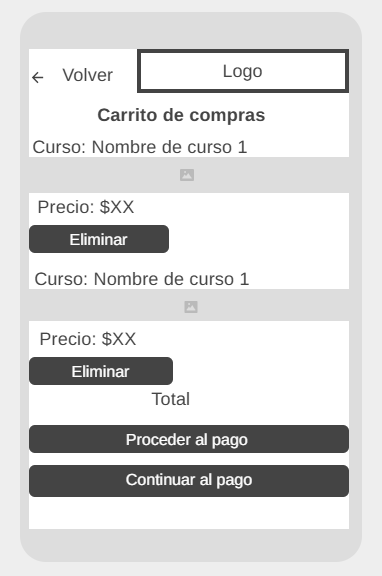 Volver
Logo
Carrito de compras
Curso: Nombre de curso 1
Precio: $XX
Eliminar
Curso: Nombre de curso 1
Precio: $XX
Eliminar
Total
Proceder al pago
Continuar al pago